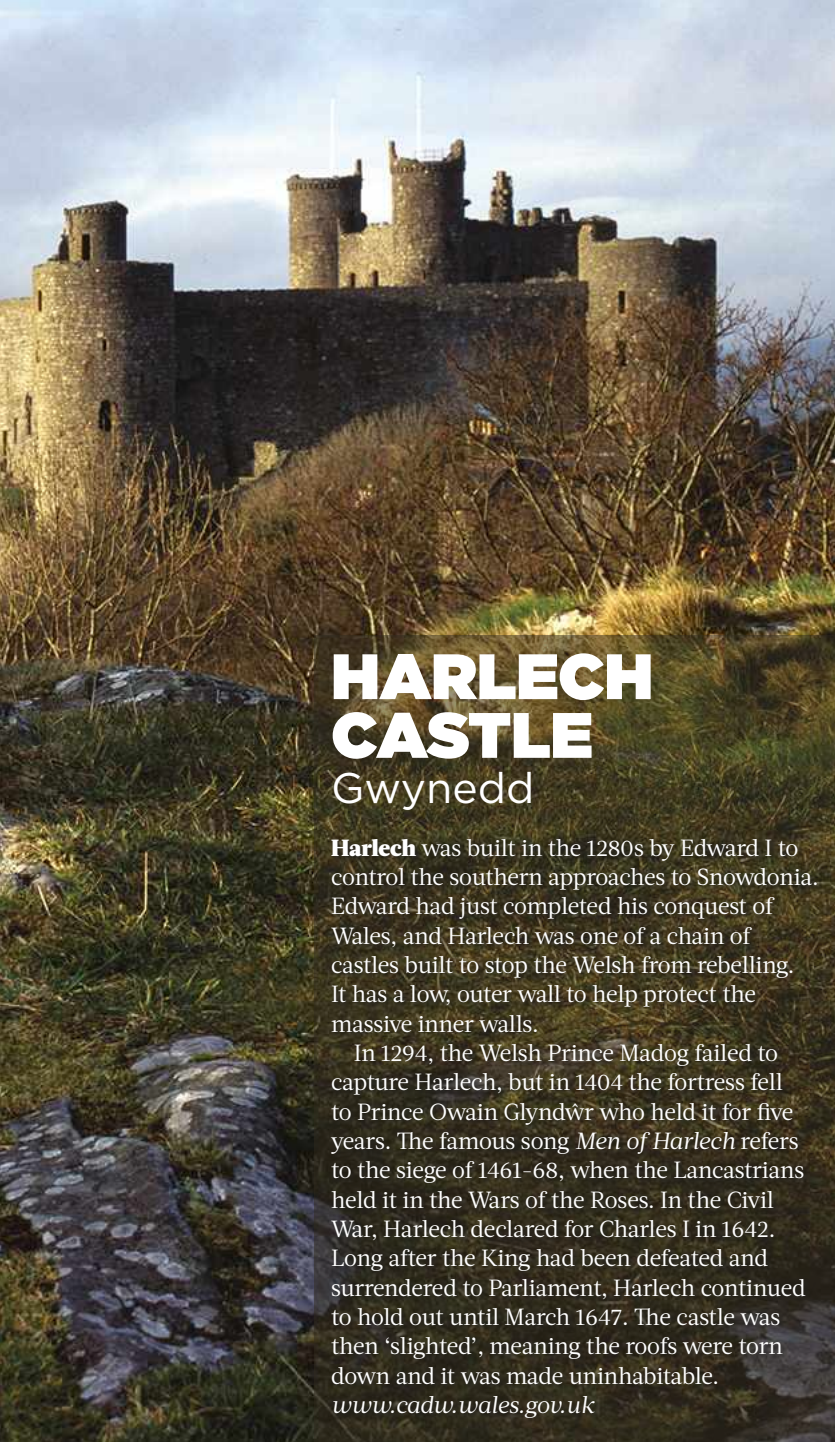 HARLECH
CASTLE
Gwynedd
Harlech was built in the 1280s by Edward I to
control the southern approaches to Snowdonia.
Edward had just completed his conquest of
Wales, and Harlech was one of a chain of
castles built to stop the Welsh from rebelling.
It has a low, outer wall to help protect the
massive inner walls.
In 1294, the Welsh Prince Madog failed to
capture Harlech, but in 1404 the fortress fell
to Prince Owain Glyndŵr who held it for five
years. The famous song Men of Harlech refers
to the siege of 1461-68, when the Lancastrians
held it in the Wars of the Roses. In the Civil
War, Harlech declared for Charles I in 1642.
Long after the King had been defeated and
surrendered to Parliament, Harlech continued
to hold out until March 1647. The castle was
then ‘slighted’, meaning the roofs were torn
down and it was made uninhabitable.
www.cadw.wales.gov.uk